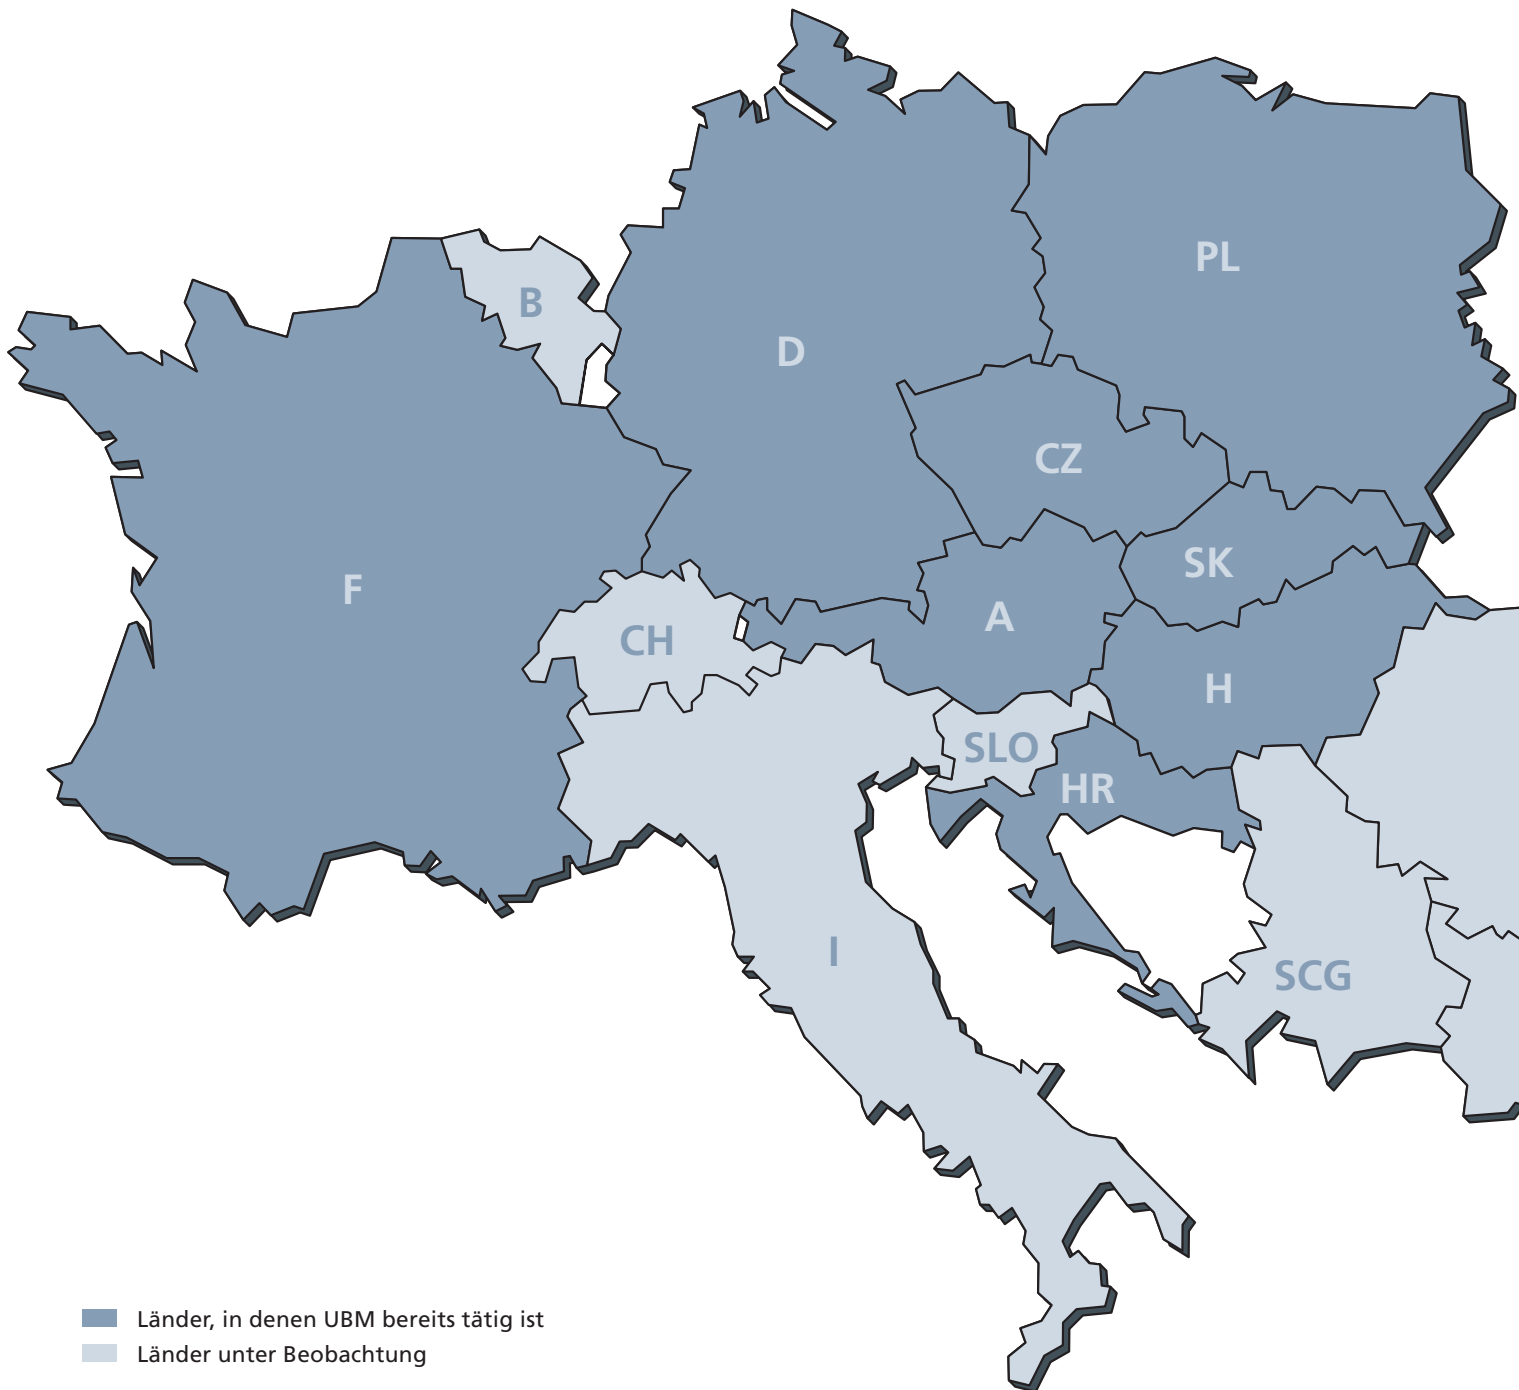 PL
B
D
CZ
SK
F
A
CH
H
SLO
HR
I
SCG
Länder, in denen UBM bereits tätig ist
Länder unter Beobachtung